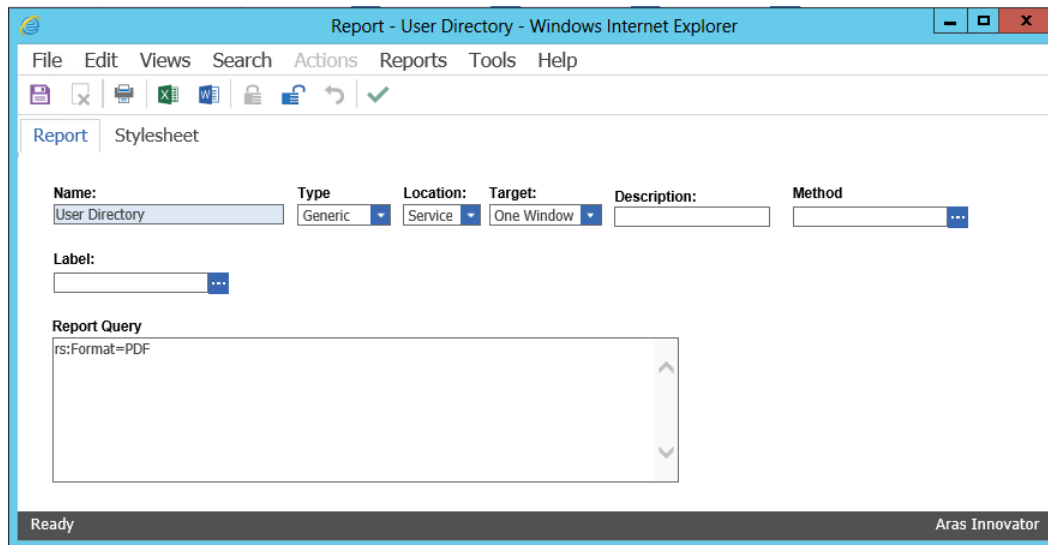 Report - User Directory - Windows Internet Explorer
File Edit Views Search Actions Reports Tools Help
Report Stylesheet
Name: Type Location: Target: Description: Method
User Directory Generic Service One Window
Label:
Report Query
rs:Format=PDF
Ready Aras Innovator